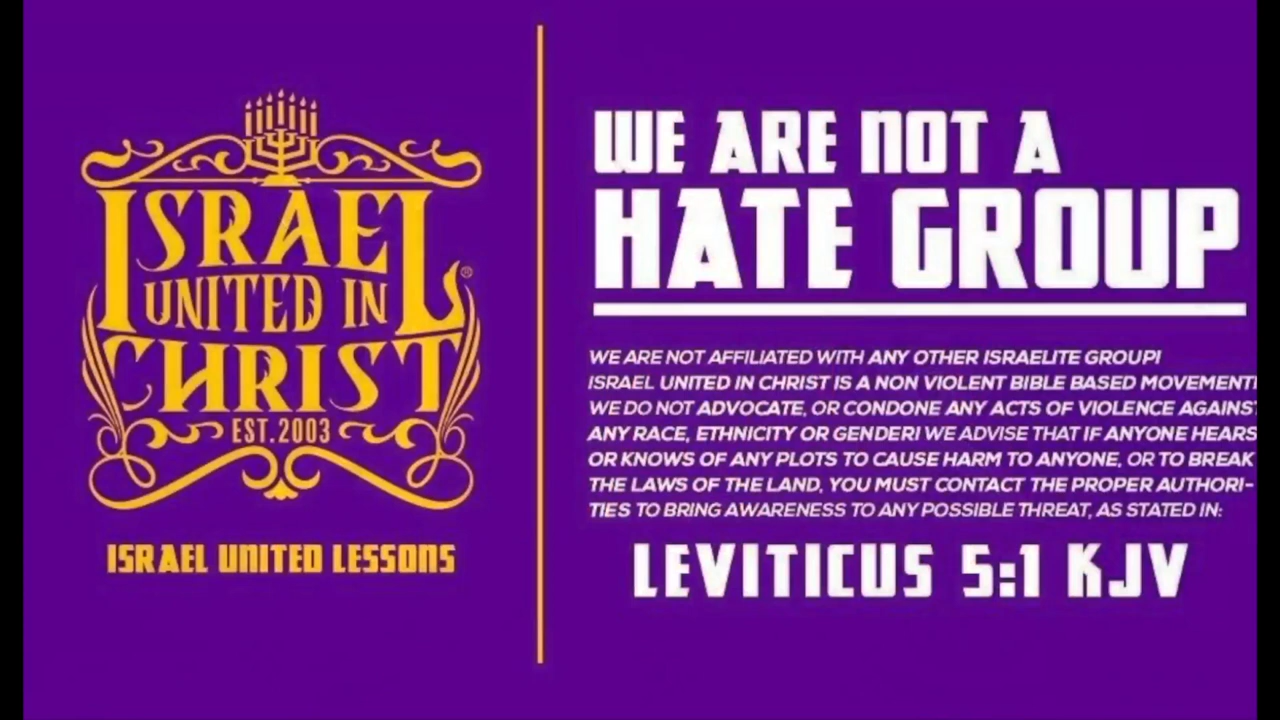 ISRAEL
UNITED IN
CHRIST
®
EST.2003
ISRAEL UNITED LESSONS
WE ARE NOT A
HATE GROUP
WE ARE NOT AFFILIATED WITH ANY OTHER ISRAELITE GROUP!
ISRAEL UNITED IN CHRIST IS A NON VIOLENT BIBLE BASED MOVEMENT!
WE DO NOT ADVOCATE, OR CONDONE ANY ACTS OF VIOLENCE AGAINST
ANY RACE, ETHNICITY OR GENDER! WE ADVISE THAT IF ANYONE HEARS
OR KNOWS OF ANY PLOTS TO CAUSE HARM TO ANYONE, OR TO BREAK
THE LAWS OF THE LAND, YOU MUST CONTACT THE PROPER AUTHORI-
TIES TO BRING AWARENESS TO ANY POSSIBLE THREAT, AS STATED IN:
LEVITICUS 5:1 KJV